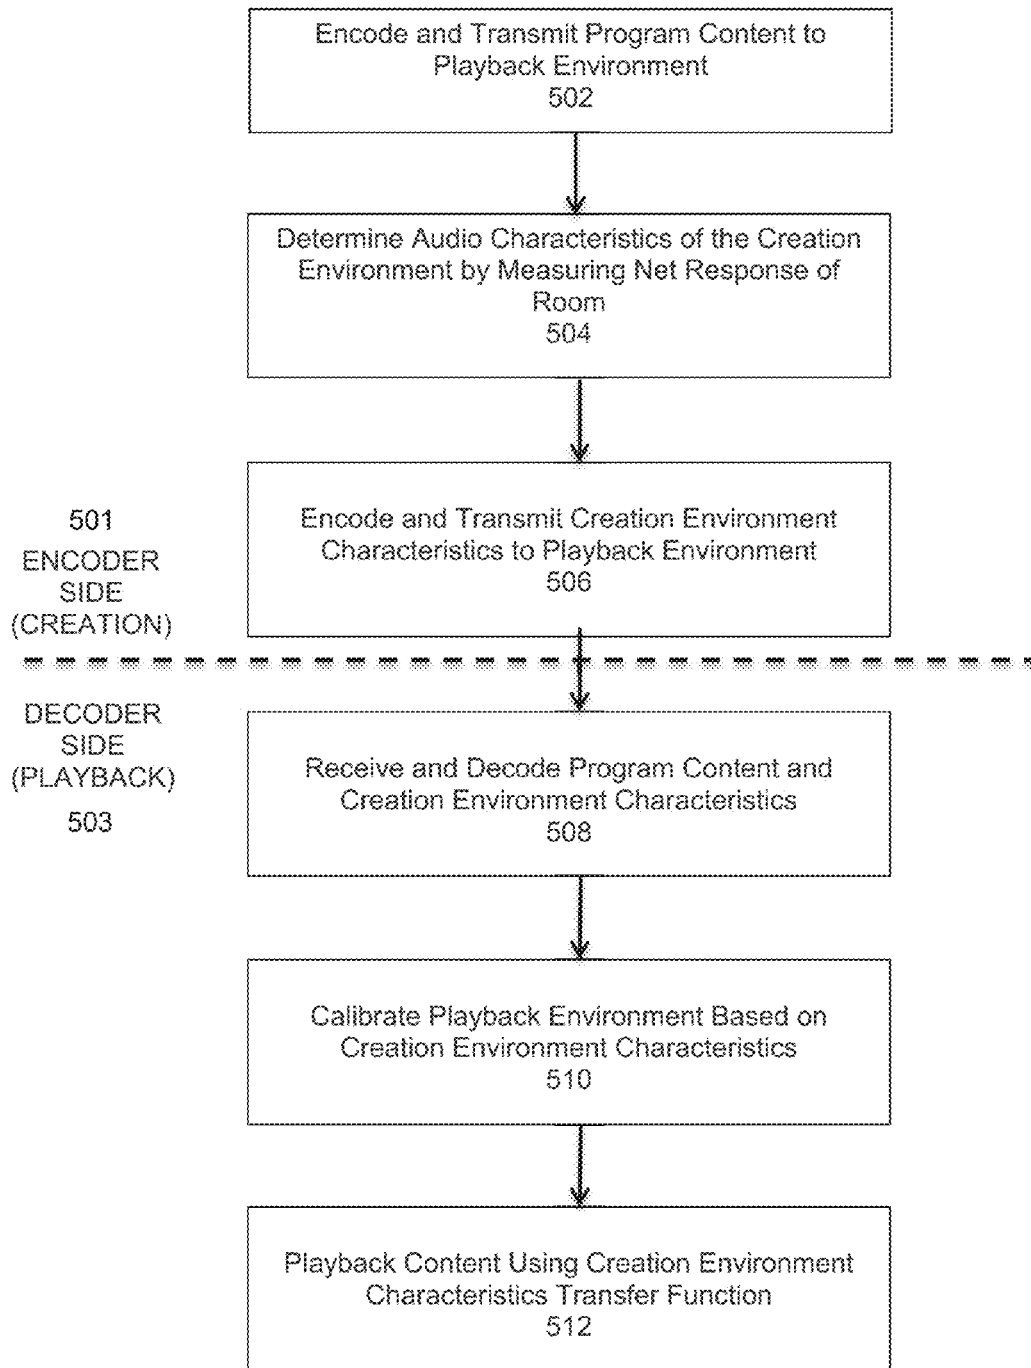 Encode and Transmit Program Content to
Playback Environment
502
Determine Audio Characteristics of the Creation
Environment by Measuring Net Response of
Room
504
Encode and Transmit Creation Environment
Characteristics to Playback Environment
506
501
ENCODER
SIDE
(CREATION)
DECODER
SIDE
(PLAYBACK)
503
Receive and Decode Program Content and
Creation Environment Characteristics
508
Calibrate Playback Environment Based on
Creation Environment Characteristics
510
Playback Content Using Creation Environment
Characteristics Transfer Function
512